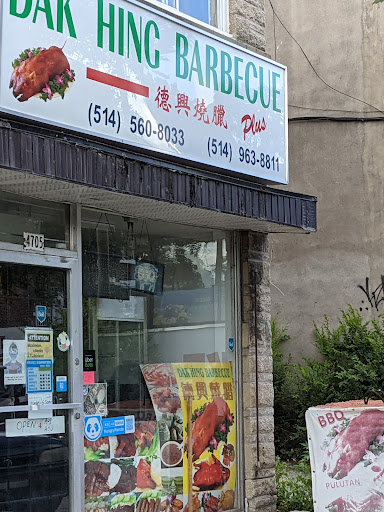 DAK HING BARBECUE
德興燒臘 Plus
(514) 560-8033
(514) 963-8811
4705
ATTENTION
OPEN
DAK HING BARBECUE
德興燒臘
BBQ
PULUTAN